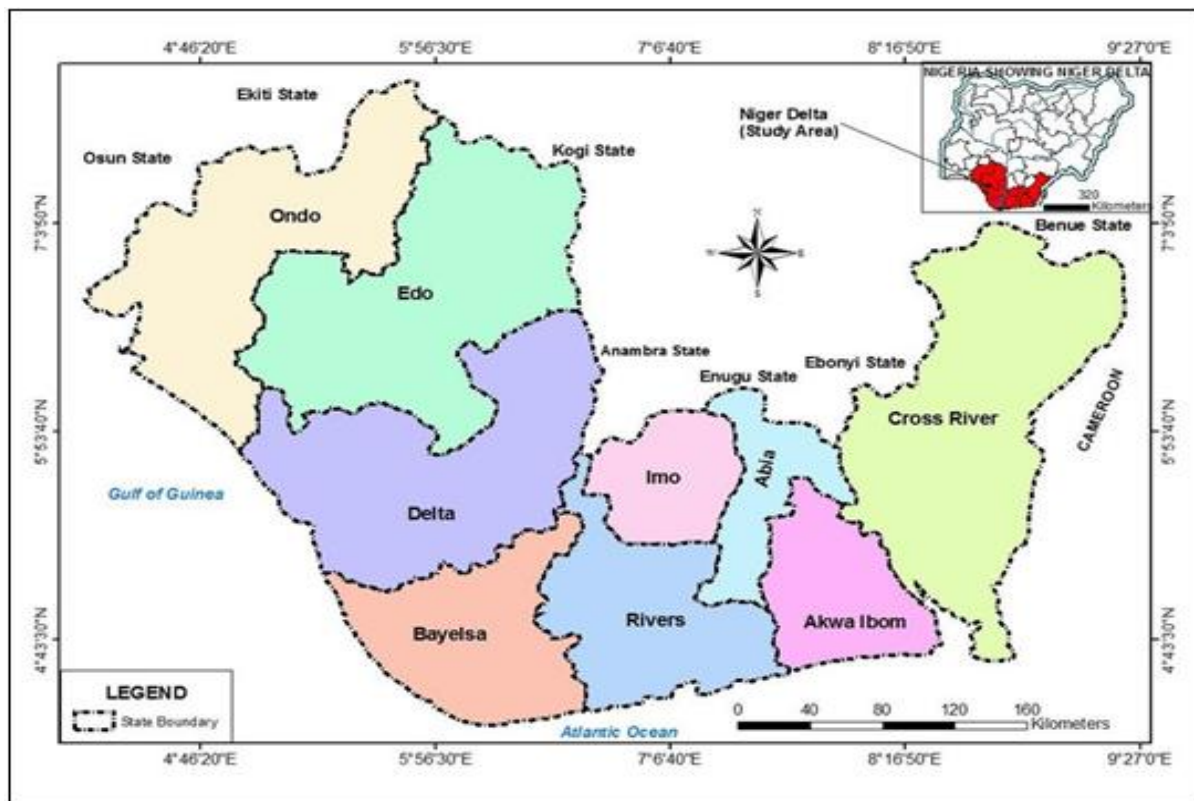 4°46'20"E
5°56'30"E
7°6'40"E
8°16'50"E
9°27'0"E
NIGERIA SHOWING NIGER DELTA
Ekiti State
Niger Delta
(Study Area)
Osun State
Kogi State
320
Kilometers
7°3'50"N
7°3'50"N
Ondo
Benue State
N
W
E
S
Edo
Anambra State
Enugu State
Ebonyi State
CAMEROON
Cross River
5°53'40"N
5°53'40"N
Abia
Imo
Gulf of Guinea
Delta
Rivers
Akwa Ibom
Bayelsa
4°43'30"N
4°43'30"N
LEGEND
State Boundary
0 40 80 120 160
Kilometers
Atlantic Ocean
4°46'20"E
5°56'30"E
7°6'40"E
8°16'50"E
9°27'0"E